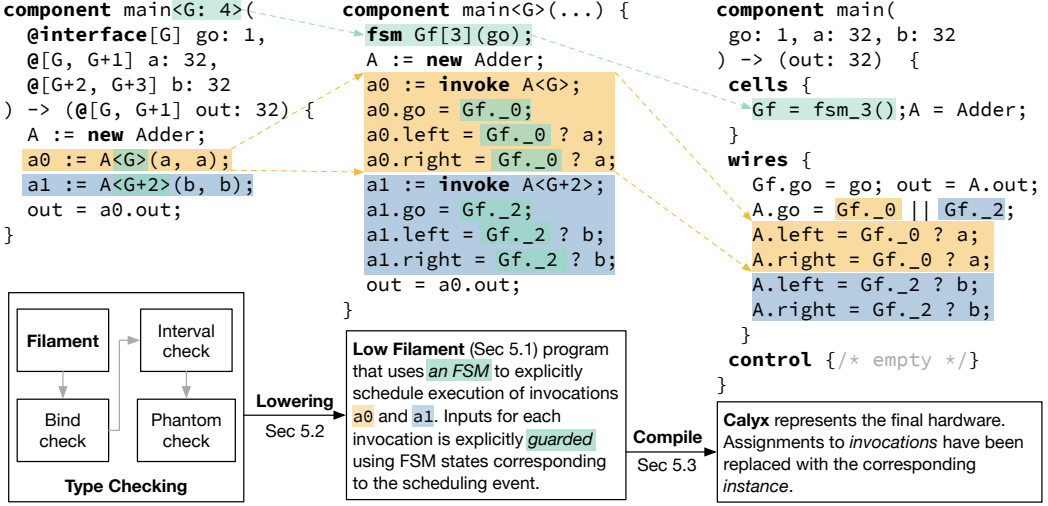 component main<G: 4>(
  @interface[G] go: 1,
  @[G, G+1] a: 32,
  @[G+2, G+3] b: 32
) -> (@[G, G+1] out: 32) {
  A := new Adder;
  a0 := A<G>(a, a);
  a1 := A<G+2>(b, b);
  out = a0.out;
}
component main<G>(...) {
  fsm Gf[3](go);
  A := new Adder;
  a0 := invoke A<G>;
  a0.go = Gf._0;
  a0.left = Gf._0 ? a;
  a0.right = Gf._0 ? a;
  a1 := invoke A<G+2>;
  a1.go = Gf._2;
  a1.left = Gf._2 ? b;
  a1.right = Gf._2 ? b;
  out = a0.out;
}
component main(
  go: 1, a: 32, b: 32
) -> (out: 32) {
  cells {
    Gf = fsm_3();A = Adder;
  }
  wires {
    Gf.go = go; out = A.out;
    A.go = Gf._0 || Gf._2;
    A.left = Gf._0 ? a;
    A.right = Gf._0 ? a;
    A.left = Gf._2 ? b;
    A.right = Gf._2 ? b;
  }
  control {/* empty */}
}
Filament
Interval
check
Bind
check
Phantom
check
Type Checking
Lowering
Sec 5.2
Low Filament (Sec 5.1) program
that uses an FSM to explicitly
schedule execution of invocations
a0 and a1. Inputs for each
invocation is explicitly guarded
using FSM states corresponding
to the scheduling event.
Compile
Sec 5.3
Calyx represents the final hardware.
Assignments to invocations have been
replaced with the corresponding
instance.